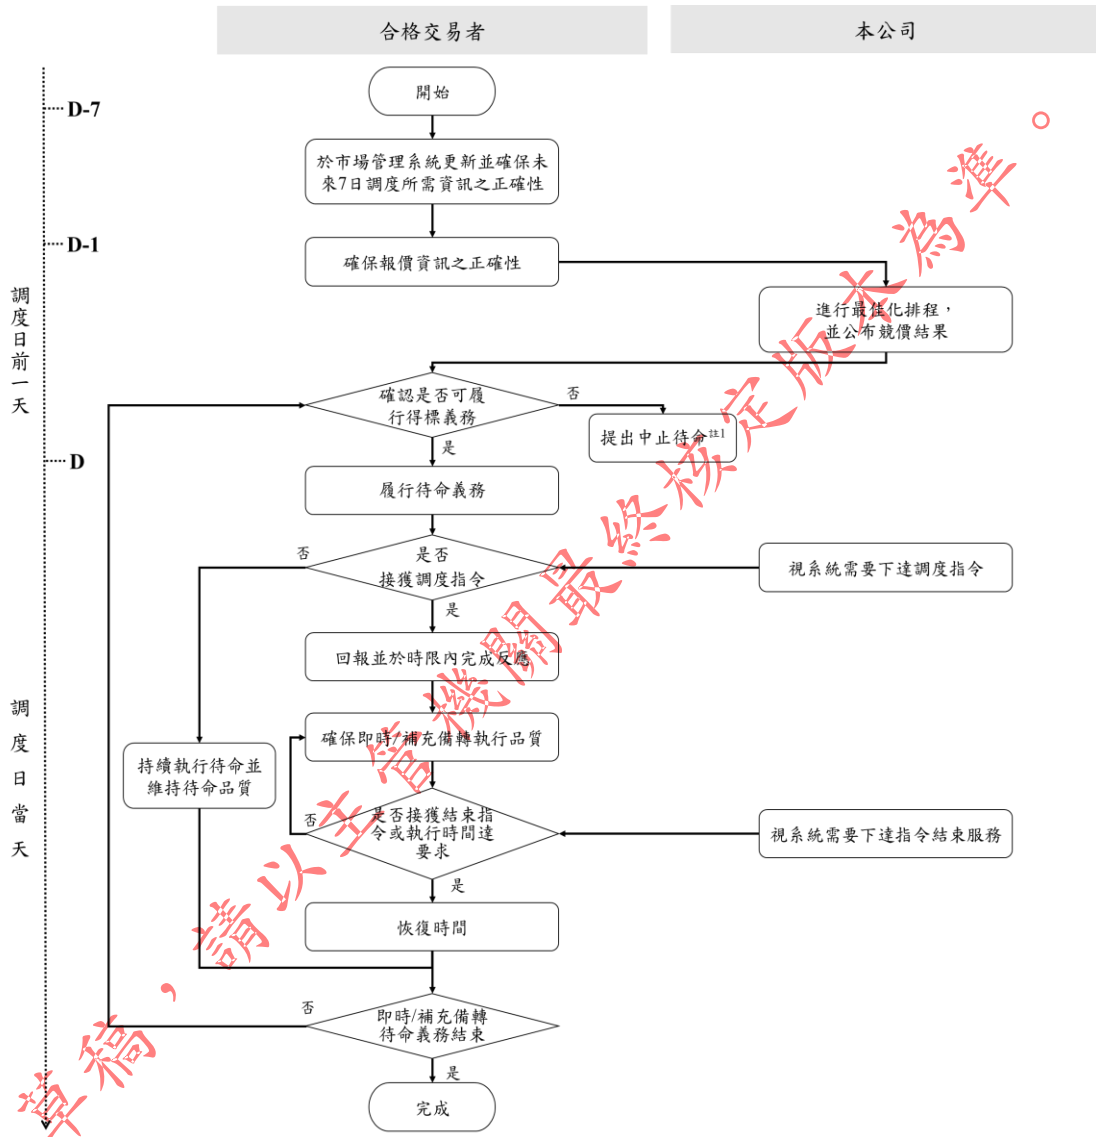 合格交易者
本公司
開始
D-7
於市場管理系統更新並確保未
來7日調度所需資訊之正確性
D-1
確保報價資訊之正確性
進行最佳化排程，
並公布競價結果
調度日前一天
確認是否可履
行得標義務
否
提出中止待命註1
是
D
履行待命義務
是否
接獲調度指令
否
視系統需要下達調度指令
是
回報並於時限內完成反應
調度日當天
確保即時/補充備轉執行品質
持續執行待命並
維持待命品質
是否接獲結束指
令或執行時間達
要求
否
視系統需要下達指令結束服務
是
恢復時間
即時/補充備轉
待命義務結束
否
是
完成
草稿，請以主管機關最終核定版本為準。